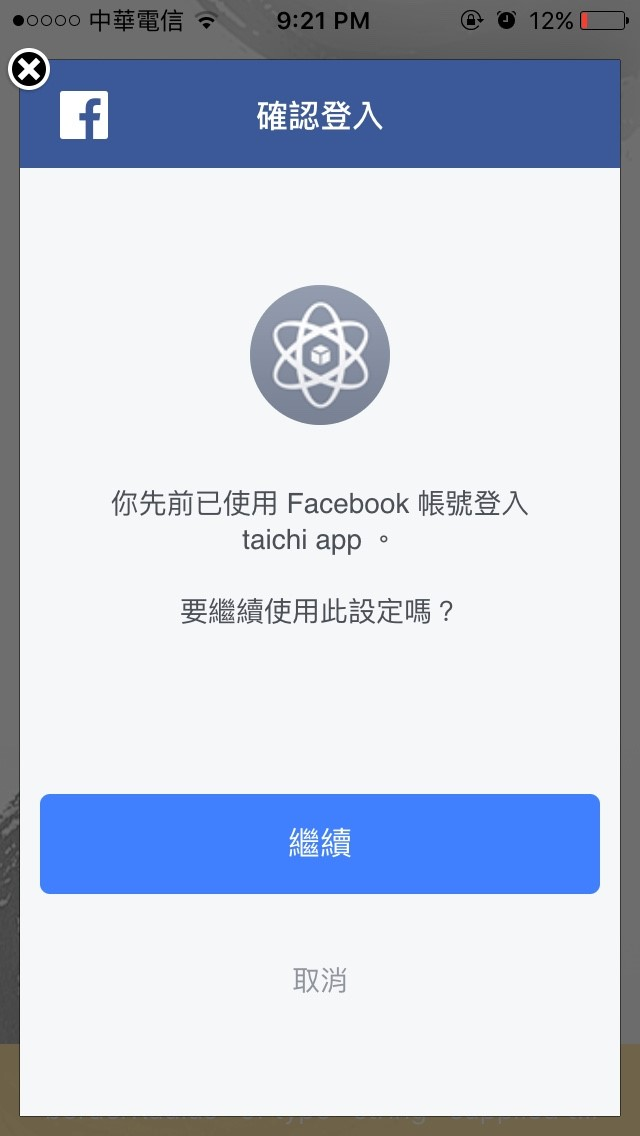 中華電信 9:21 PM 12%
確認登入
你先前已使用 Facebook 帳號登入
taichi app 。
要繼續使用此設定嗎？
繼續
取消